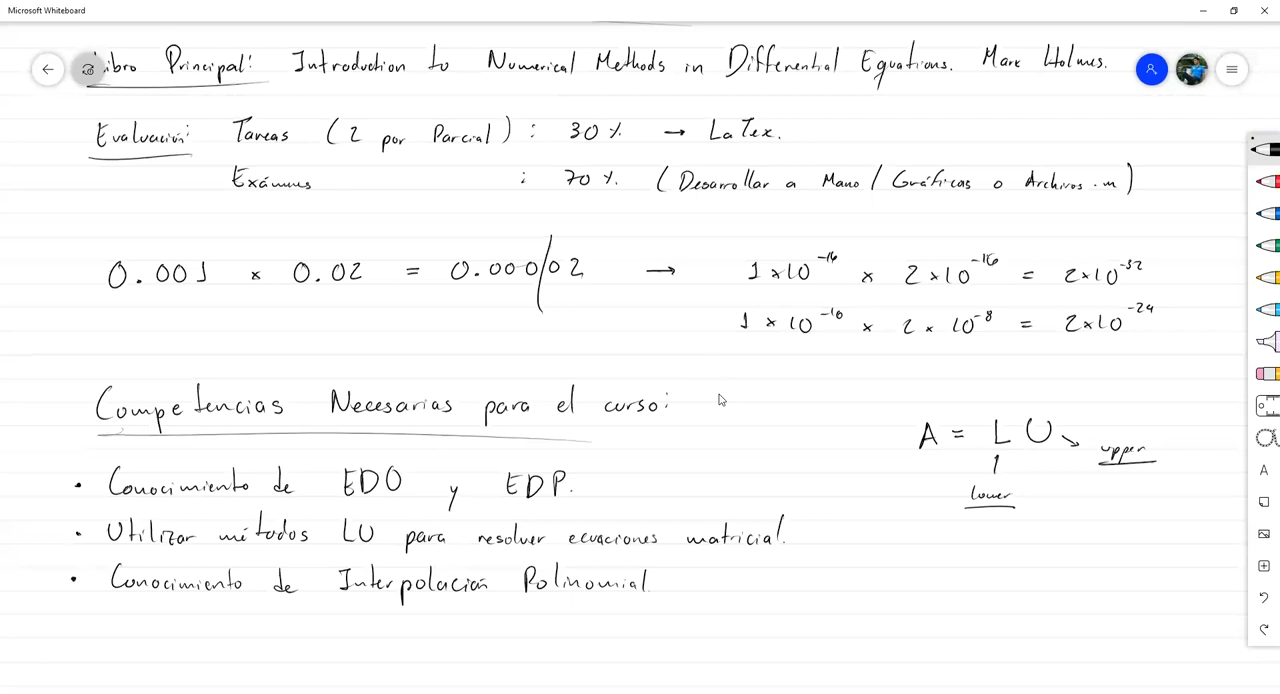 Microsoft Whiteboard
Libro Principal: Introduction to Numerical Methods in Differential Equations. Mark Holmes.
Evaluación: Tareas (2 por Parcial) : 30% → LaTex.
Exámenes : 70%. (Desarrollar a Mano / Gráficas o Archivos .m)
0.001 × 0.02 = 0.000/02 → 1×10^-16 × 2×10^-16 = 2×10^-32
1 × 10^-16 × 2 × 10^-8 = 2×10^-24
Competencias Necesarias para el curso:
A = L U
upper
lower
• Conocimiento de EDO y EDP.
• Utilizar métodos LU para resolver ecuaciones matricial.
• Conocimiento de Interpolación Polinomial.